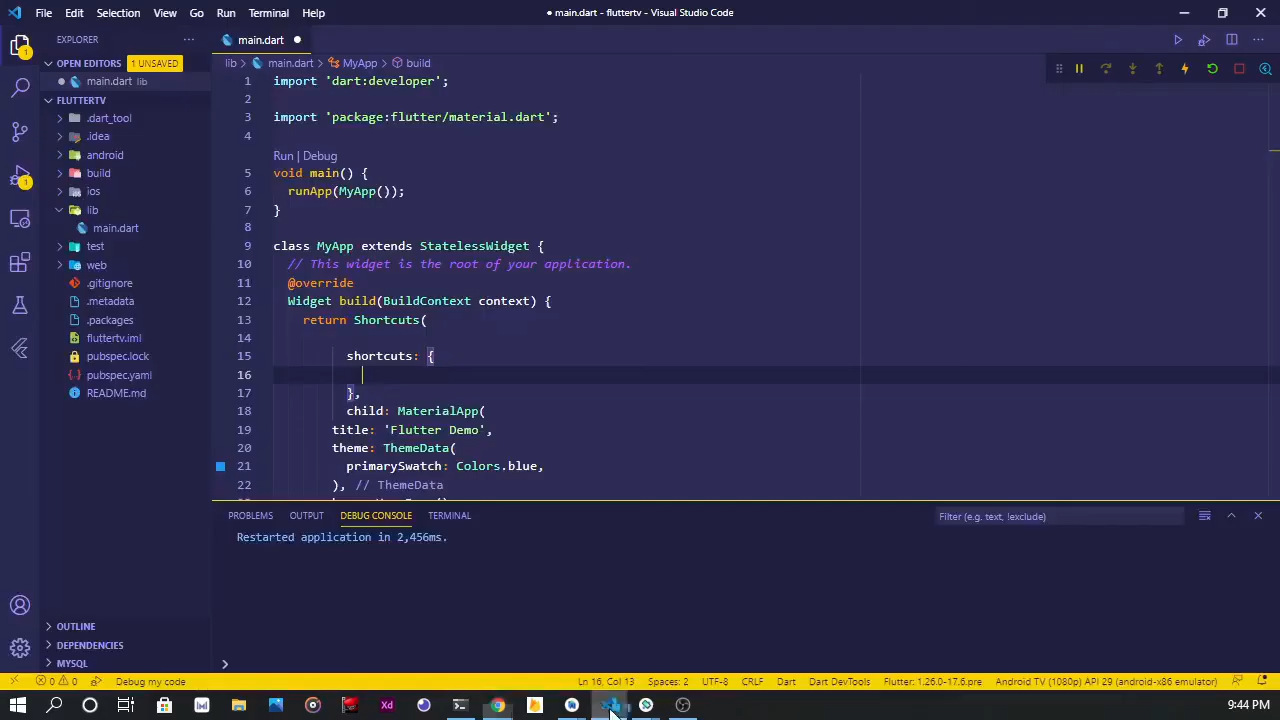 File Edit Selection View Go Run Terminal Help
● main.dart - fluttertv - Visual Studio Code
EXPLORER
main.dart
OPEN EDITORS 1 UNSAVED
lib > main.dart > MyApp > build
main.dart lib
1 import 'dart:developer';
FLUTTERTV
2
.dart_tool
3 import 'package:flutter/material.dart';
.idea
4
android
Run | Debug
build
5 void main() {
ios
6 runApp(MyApp());
lib
7 }
main.dart
8
test
9 class MyApp extends StatelessWidget {
web
10 // This widget is the root of your application.
.gitignore
11 @override
.metadata
12 Widget build(BuildContext context) {
.packages
13 return Shortcuts(
fluttertv.iml
14
pubspec.lock
15 shortcuts: {
pubspec.yaml
16
README.md
17 },
18 child: MaterialApp(
19 title: 'Flutter Demo',
20 theme: ThemeData(
21 primarySwatch: Colors.blue,
22 ), // ThemeData
PROBLEMS OUTPUT DEBUG CONSOLE TERMINAL
Filter (e.g. text, !exclude)
Restarted application in 2,456ms.
OUTLINE
DEPENDENCIES
MYSQL
0 0 Debug my code
Ln 16, Col 13 Spaces: 2 UTF-8 CRLF Dart Dart DevTools Flutter: 1.26.0-17.6.pre Android TV (1080p) API 29 (android-x86 emulator)
Xd
9:44 PM